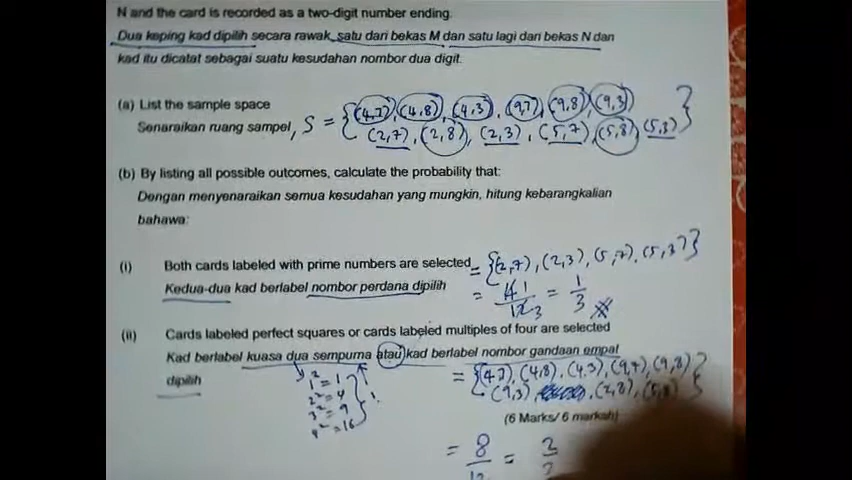 N and the card is recorded as a two-digit number ending.
Dua keping kad dipilih secara rawak, satu dari bekas M dan satu lagi dari bekas N dan
kad itu dicatat sebagai suatu kesudahan nombor dua digit.
(a) List the sample space
Senaraikan ruang sampel, S = {(4,7), (4,8), (4,3), (9,7), (9,8), (9,3)
(2,7), (2,8), (2,3), (5,7), (5,8), (5,3)}
(b) By listing all possible outcomes, calculate the probability that:
Dengan menyenaraikan semua kesudahan yang mungkin, hitung kebarangkalian
bahawa:
(i) Both cards labeled with prime numbers are selected = {(2,7), (2,3), (5,7), (5,3)}
Kedua-dua kad berlabel nombor perdana dipilih = 4 1 / 12 3 = 1/3
(ii) Cards labeled perfect squares or cards labeled multiples of four are selected
Kad berlabel kuasa dua sempurna atau kad berlabel nombor gandaan empat
dipilih
1² = 1
2² = 4
3² = 9
4² = 16
= {(4,7), (4,8), (4,3), (9,7), (9,8)
(9,3), (2,8), (5,8)}
(6 Marks/ 6 markah)
= 8/12 =